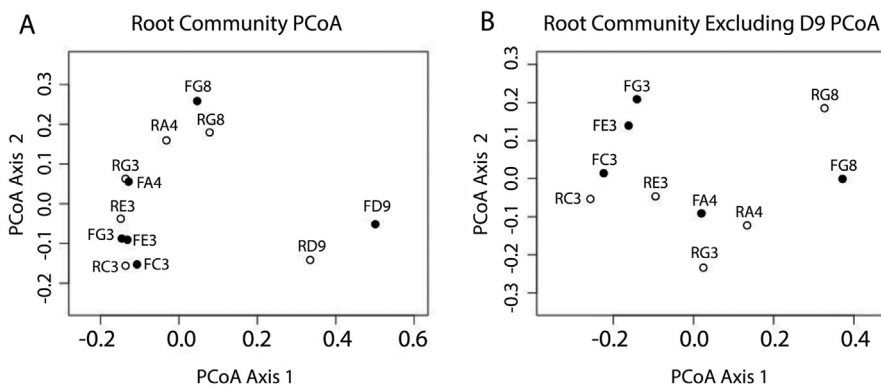 A
Root Community PCoA
PCoA Axis 2
0.3
0.2
0.1
0.0
-0.1
-0.2
FG8
RG8
RA4
RG3
FA4
RE3
FG3
FE3
RC3
FC3
FD9
RD9
-0.2
0.0
0.2
0.4
0.6
PCoA Axis 1
B
Root Community Excluding D9 PCoA
PCoA Axis 2
0.3
0.2
0.1
0.0
-0.1
-0.2
-0.3
FG3
RG8
FE3
FC3
FG8
RC3
RE3
FA4
RA4
RG3
-0.2
0.0
0.2
0.4
PCoA Axis 1